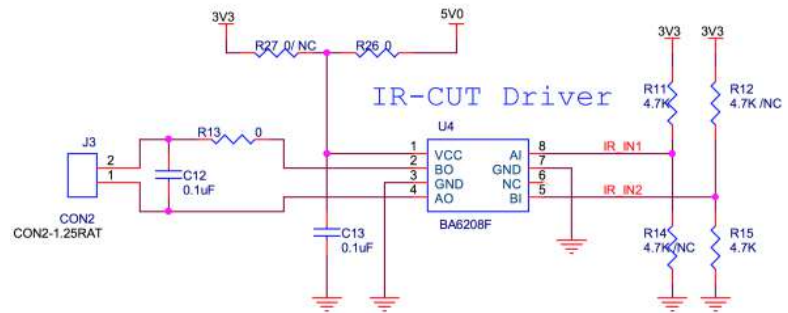 3V3
5V0
3V3 3V3
R27 0/ NC
R26 0
IR-CUT Driver
R11
4.7K
R12
4.7K /NC
J3
R13 0
U4
2
1
C12
0.1uF
1 VCC AI 8 IR_IN1
2 BO GND 7
3 GND NC 6
4 AO BI 5 IR_IN2
CON2
CON2-1.25RAT
C13
0.1uF
BA6208F
R14
4.7K/NC
R15
4.7K